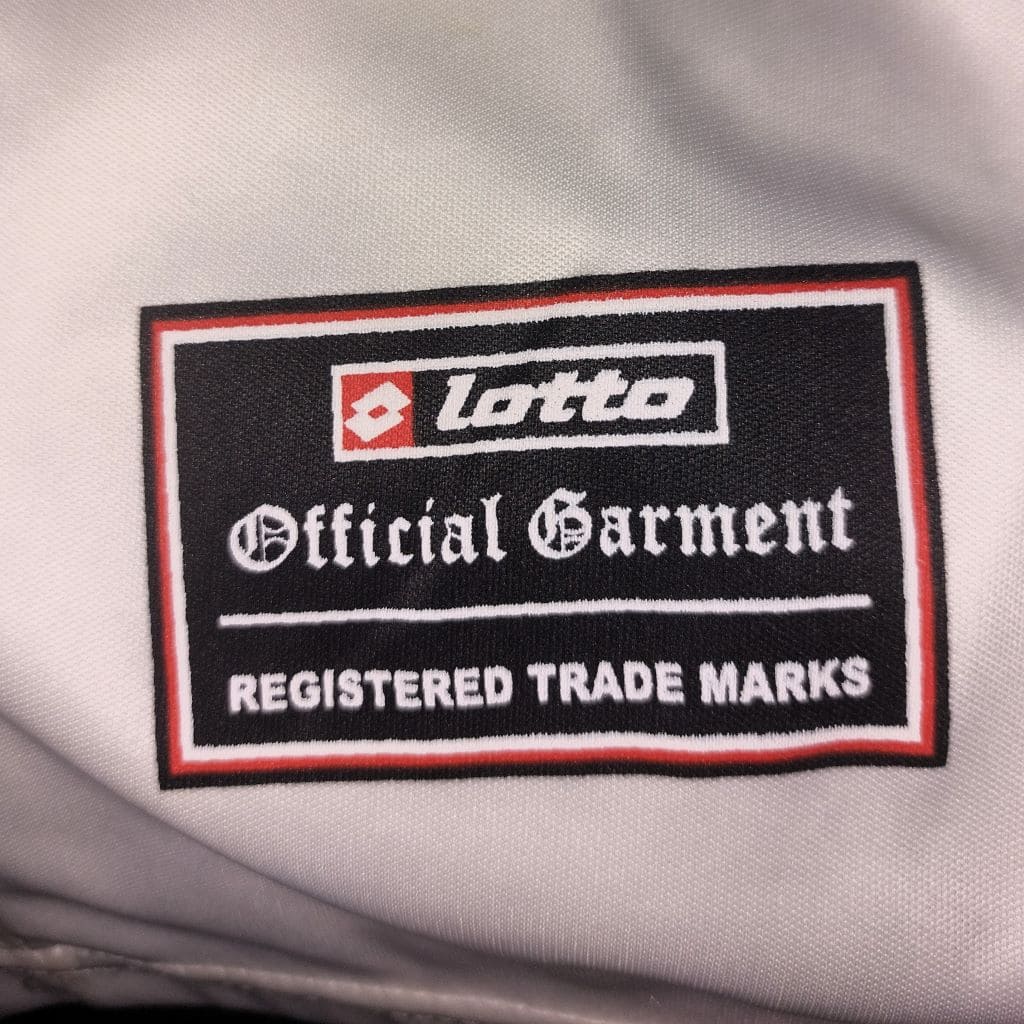 lotto
Official Garment
REGISTERED TRADE MARKS